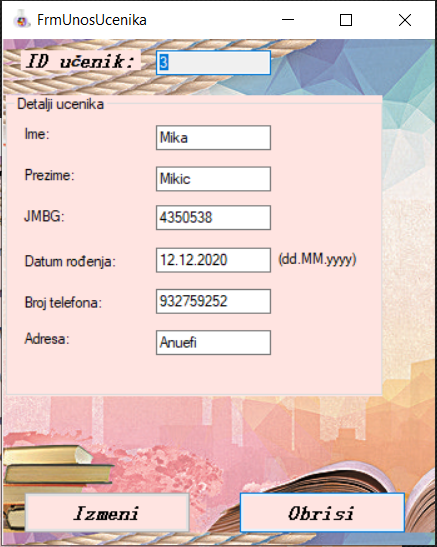 FrmUnosUcenika
ID učenik: 3
Detalji ucenika
Ime: Mika
Prezime: Mikic
JMBG: 4350538
Datum rođenja: 12.12.2020 (dd.MM.yyyy)
Broj telefona: 932759252
Adresa: Anuefi
Izmeni Obrisi